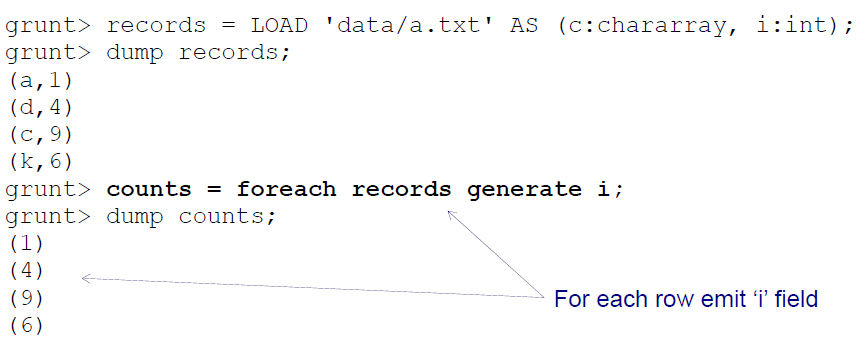 grunt> records = LOAD 'data/a.txt' AS (c:chararray, i:int);
grunt> dump records;
(a,1)
(d,4)
(c,9)
(k,6)
grunt> counts = foreach records generate i;
grunt> dump counts;
(1)
(4)
(9)
(6)
For each row emit ‘i’ field